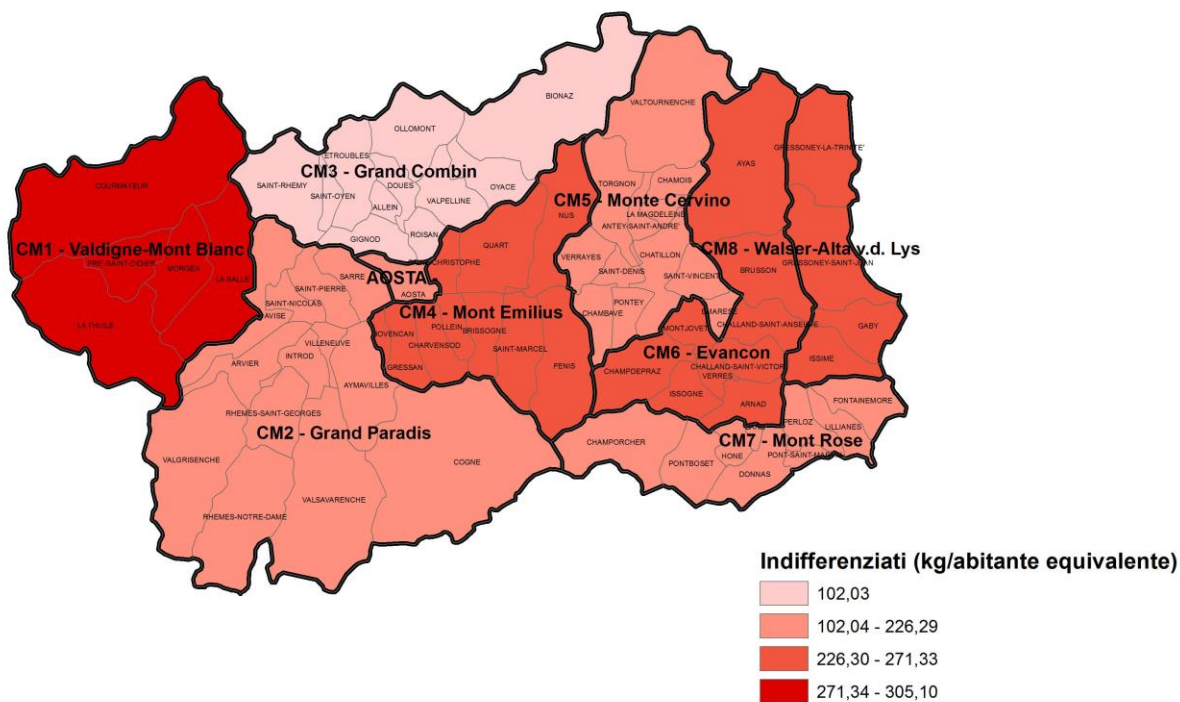 BIONAZ
VALTOURNENCHE
OLLOMONT
GRESSONEY-LA-TRINITE'
ETROUBLES
AYAS
SAINT-RHEMY
CM3 - Grand Combin
OYACE
DOUES
SAINT-OYEN
VALPELLINE
TORGNON
CHAMOIS
COURMAYEUR
ALLEIN
CM5 - Monte Cervino
NUS
LA MAGDELEINE
ANTEY-SAINT-ANDRE'
GIGNOD
ROISAN
QUART
CM1 - Valdigne-Mont Blanc
CM8 - Walser-Alta v.d. Lys
PRE'-SAINT-DIDIER
MORGEX
VERRAYES
CHATILLON
GRESSONEY-SAINT-JEAN
BRUSSON
SARRE
AOSTA
SAINT-DENIS
SAINT-VINCENT
LA SALLE
SAINT-PIERRE
AOSTA
SAINT-NICOLAS
PONTEY
CHAMBAVE
EMARESE
AVISE
CM4 - Mont Emilius
LA THUILE
JOVENCAN
POLLEIN
BRISSOGNE
MONTJOVET
CHALLAND-SAINT-ANSELME
GABY
VILLENEUVE
CHARVENSOD
SAINT-MARCEL
CM6 - Evancon
ISSIME
INTROD
ARVIER
GRESSAN
FENIS
CHALLAND-SAINT-VICTOR
CHAMPDEPRAZ
VERRES
AYMAVILLES
ISSOGNE
ARNAD
FONTAINEMORE
RHEMES-SAINT-GEORGES
PERLOZ
LILLIANES
CM2 - Grand Paradis
CM7 - Mont Rose
CHAMPORCHER
HONE
PONT-SAINT-MARTIN
VALGRISENCHE
COGNE
PONTBOSET
DONNAS
VALSAVARENCHE
RHEMES-NOTRE-DAME
Indifferenziati (kg/abitante equivalente)
102,03
102,04 - 226,29
226,30 - 271,33
271,34 - 305,10